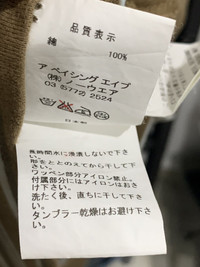 品質表示
綿 100%
ア ベイシング エイプ
(株) ノーウエア
03 5772 2524
日本製
長時間水に浸漬しないで下さ
い。
形をととのえてから干して下さ
い。
ワッペン部分アイロン禁止。
付属部分にはアイロンはおさ
け下さい。
洗たく後、直ちに干して下さ
い。
タンブラー乾燥はお避け下さ
い。